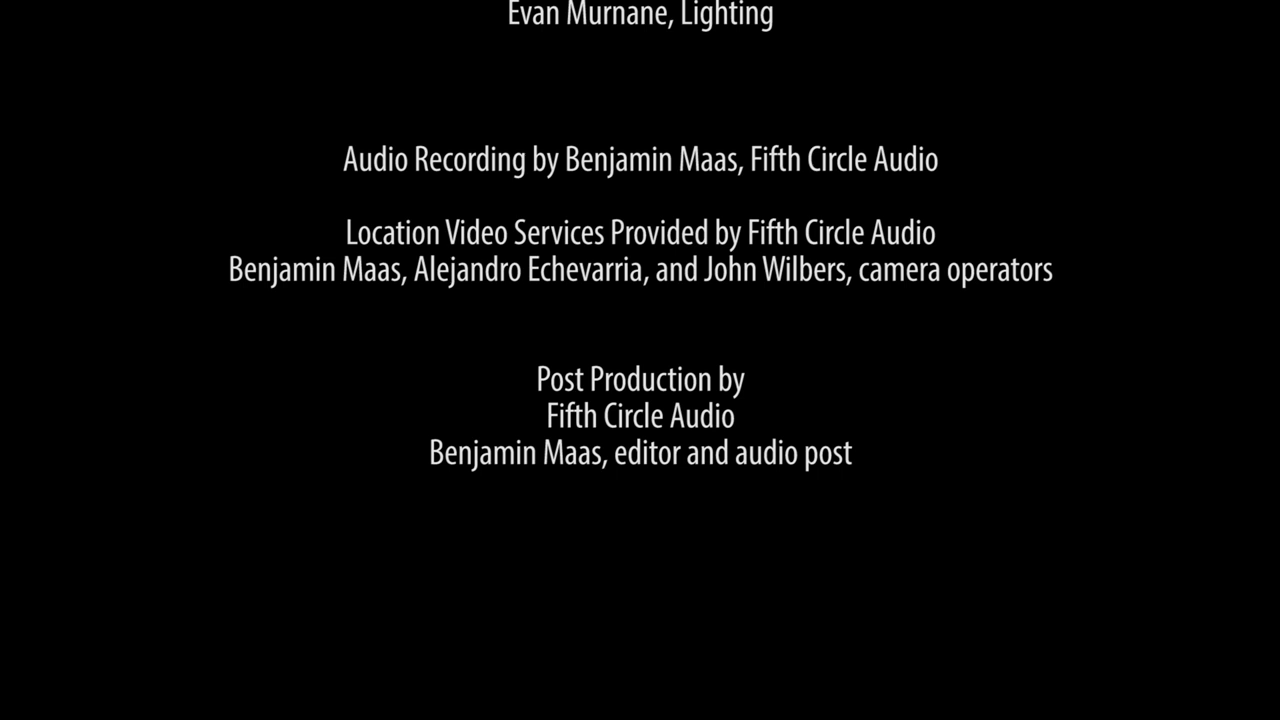 Evan Murnane, Lighting
Audio Recording by Benjamin Maas, Fifth Circle Audio
Location Video Services Provided by Fifth Circle Audio
Benjamin Maas, Alejandro Echevarria, and John Wilbers, camera operators
Post Production by
Fifth Circle Audio
Benjamin Maas, editor and audio post